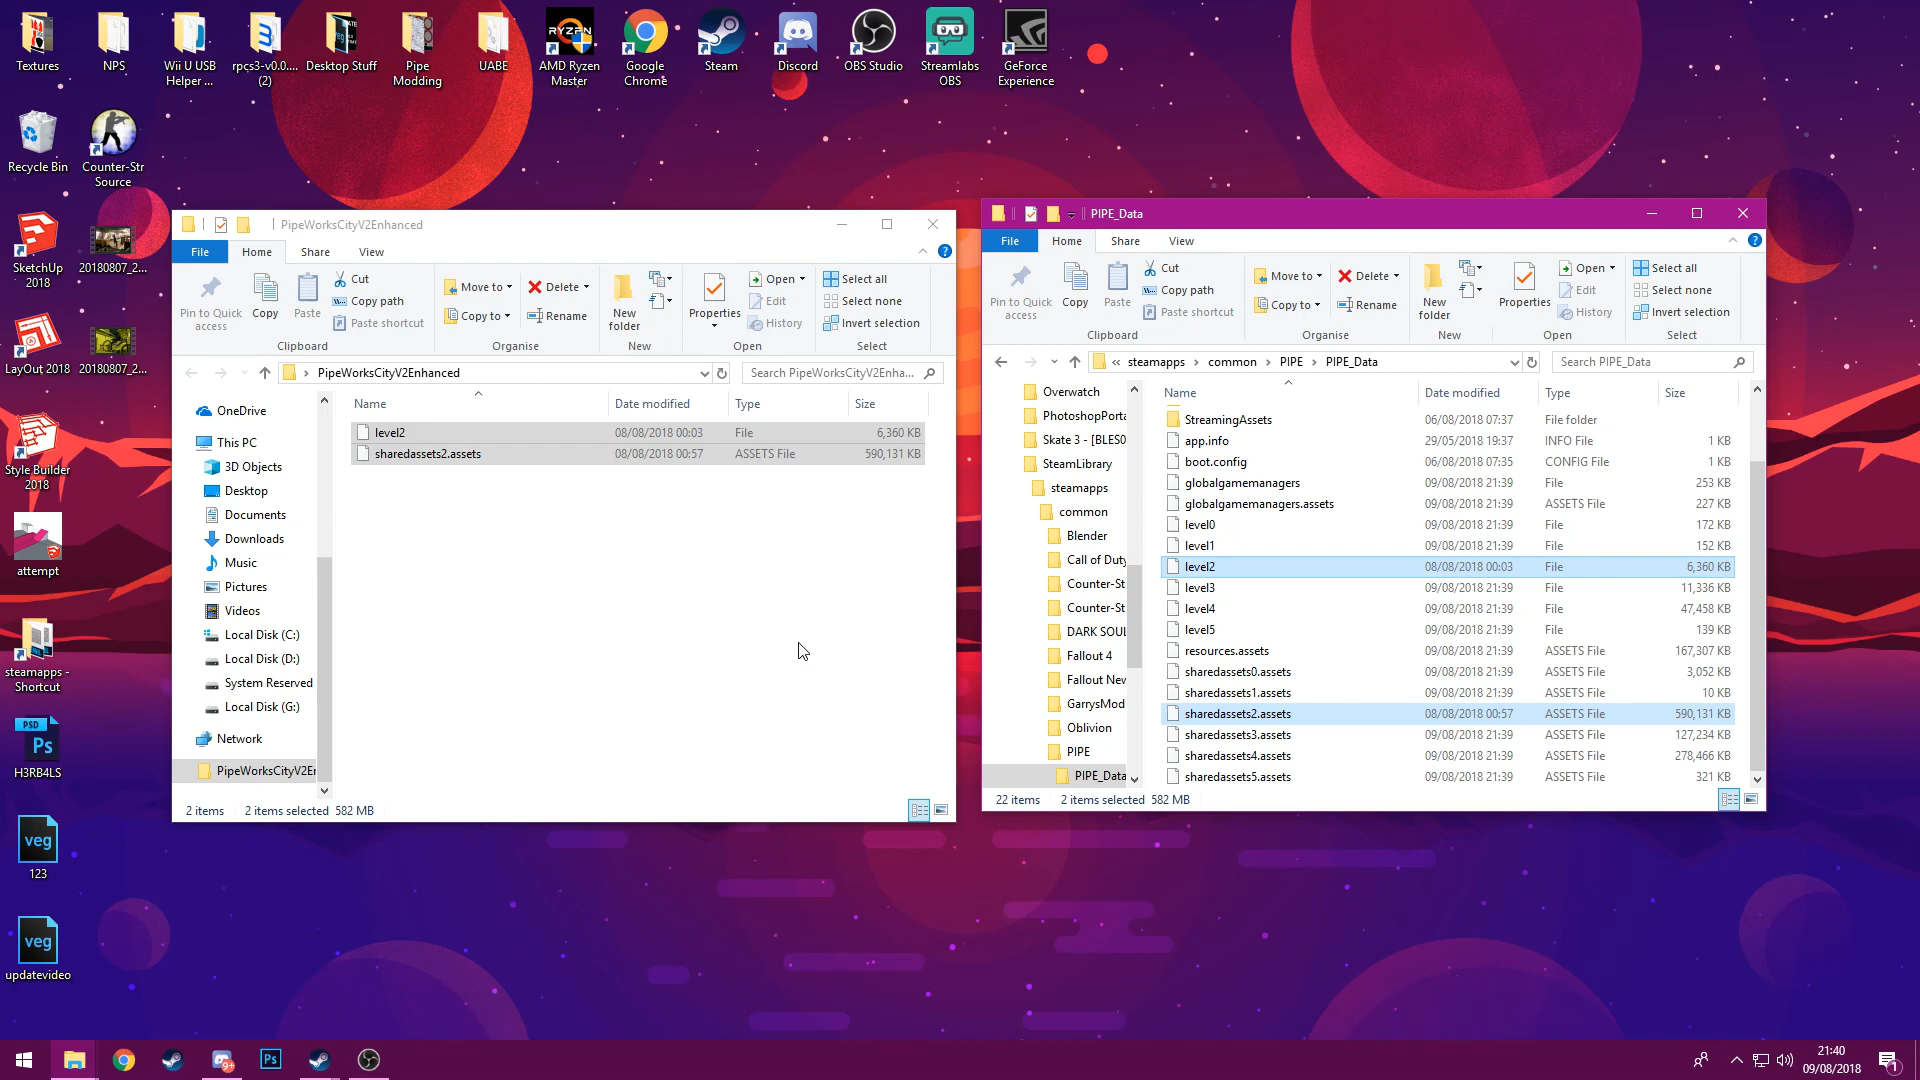 Textures
NPS
Wii U USB
Helper ...
rpcs3-v0.0....
(2)
Desktop Stuff
Pipe
Modding
UABE
RYZEN
AMD Ryzen
Master
Google
Chrome
Steam
Discord
OBS Studio
Streamlabs
OBS
GeForce
Experience
Recycle Bin
Counter-Str
Source
SketchUp
2018
20180807_2...
LayOut 2018
20180807_2...
Style Builder
2018
attempt
steamapps -
Shortcut
PSD
Ps
H3RB4LS
veg
123
veg
updatevideo
PipeWorksCityV2Enhanced
File
Home
Share
View
Pin to Quick
access
Copy
Paste
Cut
Copy path
Paste shortcut
Clipboard
Move to
Copy to
Delete
Rename
Organise
New
folder
New
Properties
Open
Edit
History
Open
Select all
Select none
Invert selection
Select
PipeWorksCityV2Enhanced
Search PipeWorksCityV2Enha...
OneDrive
This PC
3D Objects
Desktop
Documents
Downloads
Music
Pictures
Videos
Local Disk (C:)
Local Disk (D:)
System Reserved
Local Disk (G:)
Network
PipeWorksCityV2Er
Name Date modified Type Size
level2 08/08/2018 00:03 File 6,360 KB
sharedassets2.assets 08/08/2018 00:57 ASSETS File 590,131 KB
2 items 2 items selected 582 MB
PIPE_Data
File
Home
Share
View
Pin to Quick
access
Copy
Paste
Cut
Copy path
Paste shortcut
Clipboard
Move to
Copy to
Delete
Rename
Organise
New
folder
New
Properties
Open
Edit
History
Open
Select all
Select none
Invert selection
Select
« steamapps > common > PIPE > PIPE_Data
Search PIPE_Data
Overwatch
PhotoshopPorta
Skate 3 - [BLES0
SteamLibrary
steamapps
common
Blender
Call of Duty
Counter-St
Counter-St
DARK SOUL
Fallout 4
Fallout New
GarrysMod
Oblivion
PIPE
PIPE_Data
Name Date modified Type Size
StreamingAssets 06/08/2018 07:37 File folder
app.info 29/05/2018 19:37 INFO File 1 KB
boot.config 06/08/2018 07:35 CONFIG File 1 KB
globalgamemanagers 09/08/2018 21:39 File 253 KB
globalgamemanagers.assets 09/08/2018 21:39 ASSETS File 227 KB
level0 09/08/2018 21:39 File 172 KB
level1 09/08/2018 21:39 File 152 KB
level2 08/08/2018 00:03 File 6,360 KB
level3 09/08/2018 21:39 File 11,336 KB
level4 09/08/2018 21:39 File 47,458 KB
level5 09/08/2018 21:39 File 139 KB
resources.assets 09/08/2018 21:39 ASSETS File 167,307 KB
sharedassets0.assets 09/08/2018 21:39 ASSETS File 3,052 KB
sharedassets1.assets 09/08/2018 21:39 ASSETS File 10 KB
sharedassets2.assets 08/08/2018 00:57 ASSETS File 590,131 KB
sharedassets3.assets 09/08/2018 21:39 ASSETS File 127,234 KB
sharedassets4.assets 09/08/2018 21:39 ASSETS File 278,466 KB
sharedassets5.assets 09/08/2018 21:39 ASSETS File 321 KB
22 items 2 items selected 582 MB
9+
Ps
21:40
09/08/2018
1